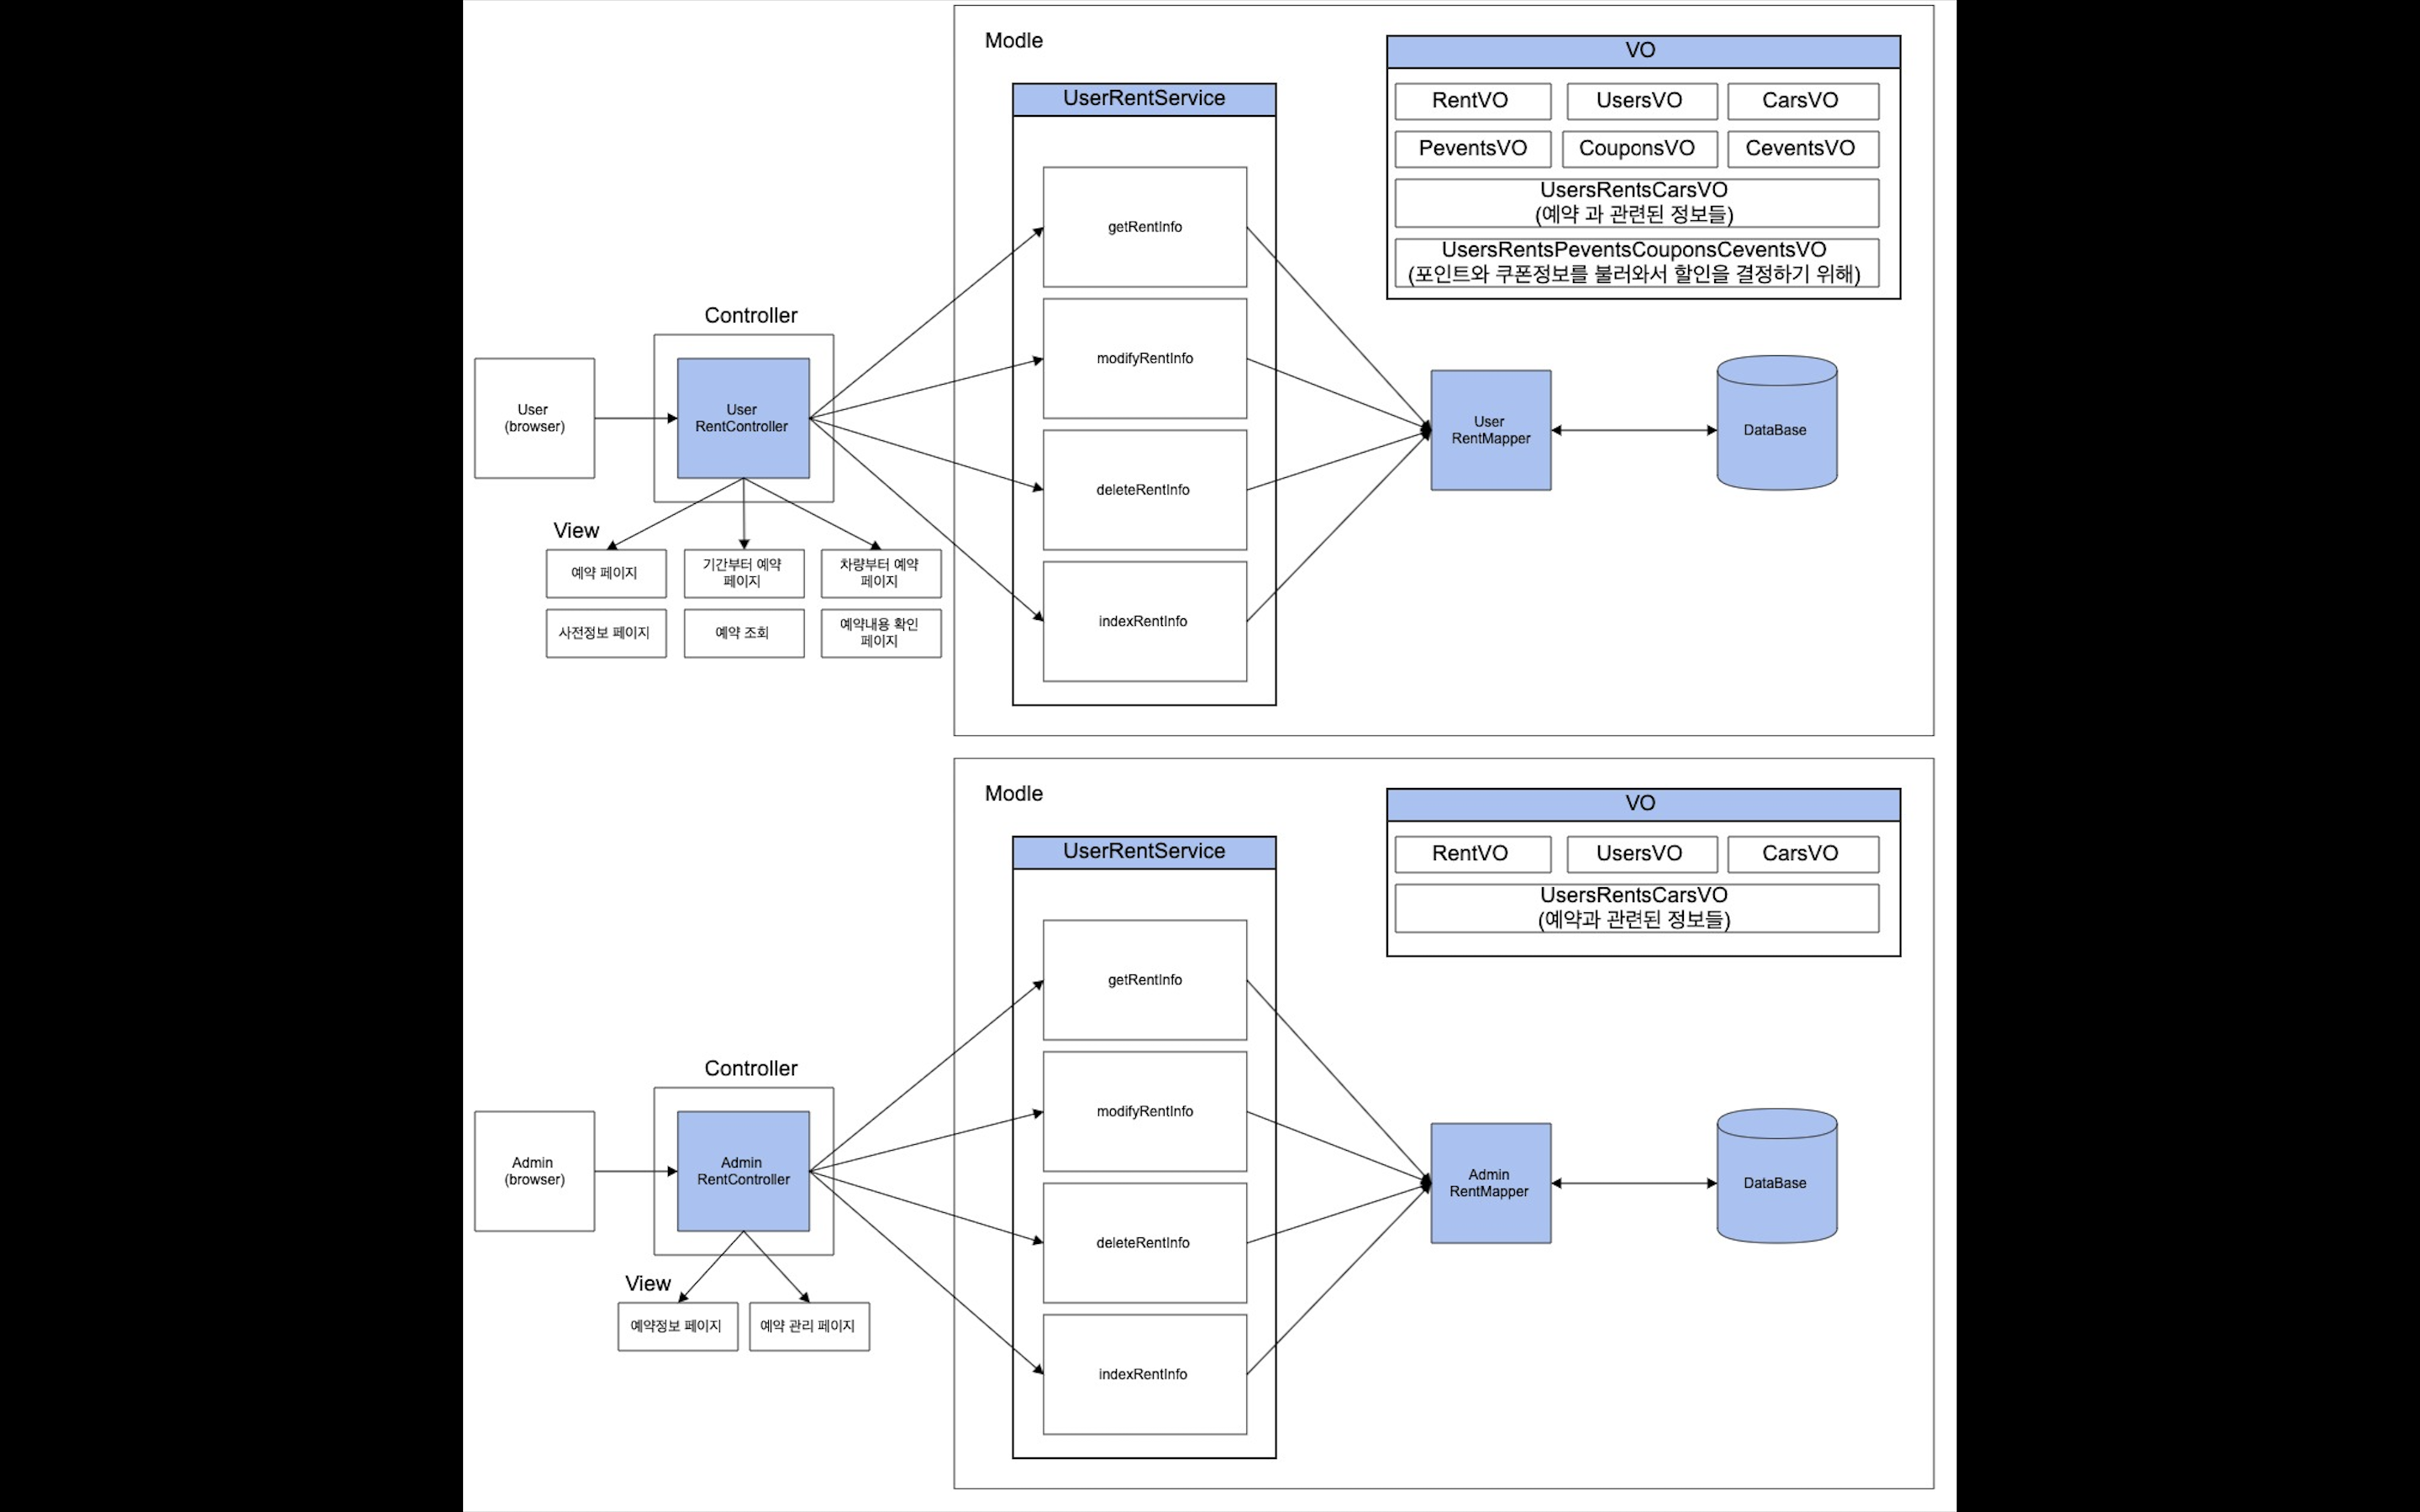 Modle
VO
RentVO
UsersVO
CarsVO
PeventsVO
CouponsVO
CeventsVO
UsersRentsCarsVO
(예약 과 관련된 정보들)
UsersRentsPeventsCouponsCeventsVO
(포인트와 쿠폰정보를 불러와서 할인을 결정하기 위해)
UserRentService
getRentInfo
modifyRentInfo
deleteRentInfo
indexRentInfo
Controller
User
(browser)
User
RentController
User
RentMapper
DataBase
View
예약 페이지
기간부터 예약
페이지
차량부터 예약
페이지
사전정보 페이지
예약 조회
예약내용 확인
페이지
Modle
VO
RentVO
UsersVO
CarsVO
UsersRentsCarsVO
(예약과 관련된 정보들)
UserRentService
getRentInfo
modifyRentInfo
deleteRentInfo
indexRentInfo
Controller
Admin
(browser)
Admin
RentController
Admin
RentMapper
DataBase
View
예약정보 페이지
예약 관리 페이지